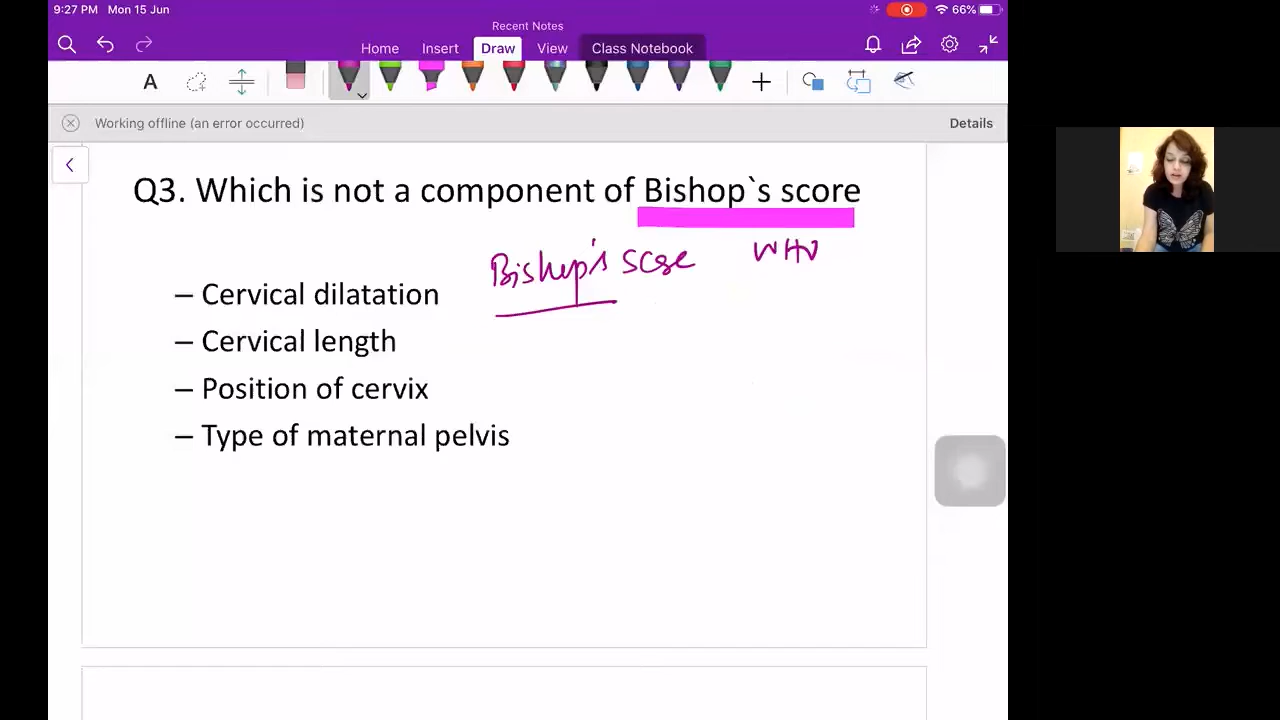 9:27 PM Mon 15 Jun
66%
Recent Notes
Home Insert Draw View Class Notebook
A
Working offline (an error occurred)
Details
Q3. Which is not a component of Bishop`s score
Bishop's score WHO
– Cervical dilatation
– Cervical length
– Position of cervix
– Type of maternal pelvis